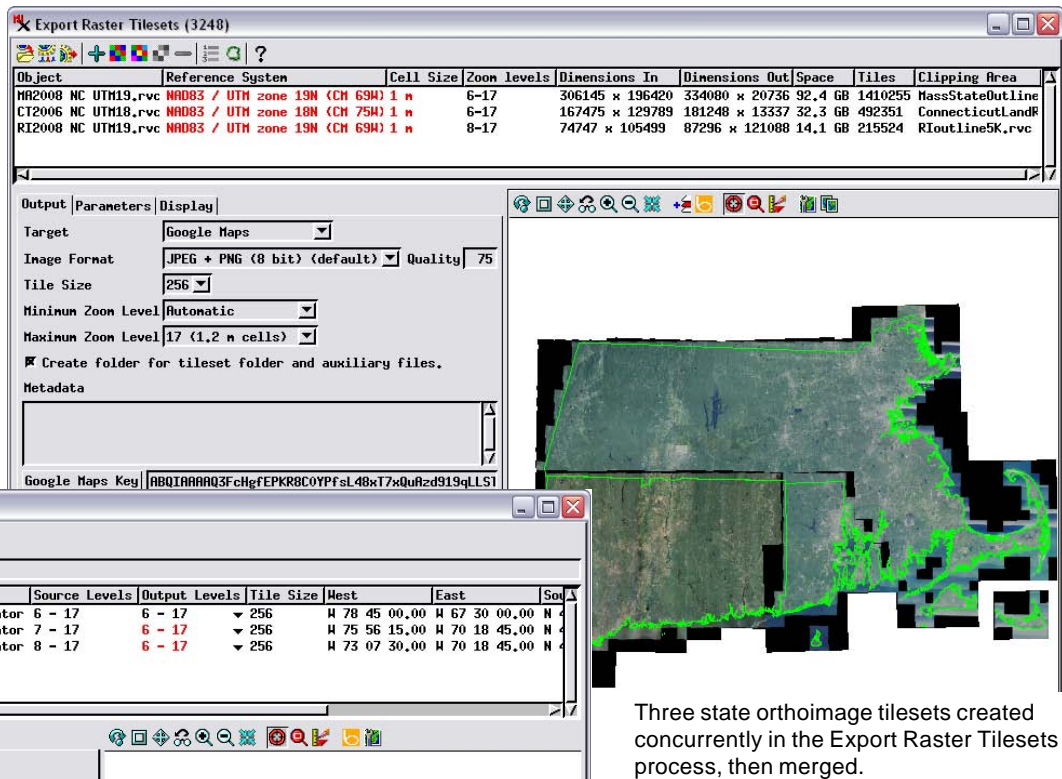 Export Raster Tilesets (3248)
Object Reference System Cell Size Zoom levels Dimensions In Dimensions Out Space Tiles Clipping Area
MA2008 NC UTM19.rvc NAD83 / UTM zone 19N (CM 69W) 1 m 6-17 306145 x 196420 334080 x 20736 92.4 GB 1410255 MassStateOutline
CT2006 NC UTM18.rvc NAD83 / UTM zone 18N (CM 75W) 1 m 6-17 167475 x 129789 181248 x 13337 32.3 GB 492351 ConnecticutLandR
RI2008 NC UTM19.rvc NAD83 / UTM zone 19N (CM 69W) 1 m 8-17 74747 x 105499 87296 x 121088 14.1 GB 215524 RIoutline5K.rvc
Output Parameters Display
Target Google Maps
Image Format JPEG + PNG (8 bit) (default) Quality 75
Tile Size 256
Minimum Zoom Level Automatic
Maximum Zoom Level 17 (1.2 m cells)
Create folder for tileset folder and auxiliary files.
Metadata
Google Maps Key ABQIAAAAQ3FcHgfEPKR8COYPfsL48xT7xQuAzd919qLLST
Source Levels Output Levels Tile Size West East Sou
ator 6 - 17 6 - 17 256 W 78 45 00.00 W 67 30 00.00 N 4
ator 7 - 17 6 - 17 256 W 75 56 15.00 W 70 18 45.00 N 4
ator 8 - 17 6 - 17 256 W 73 07 30.00 W 70 18 45.00 N 4
Three state orthoimage tilesets created
concurrently in the Export Raster Tilesets
process, then merged.